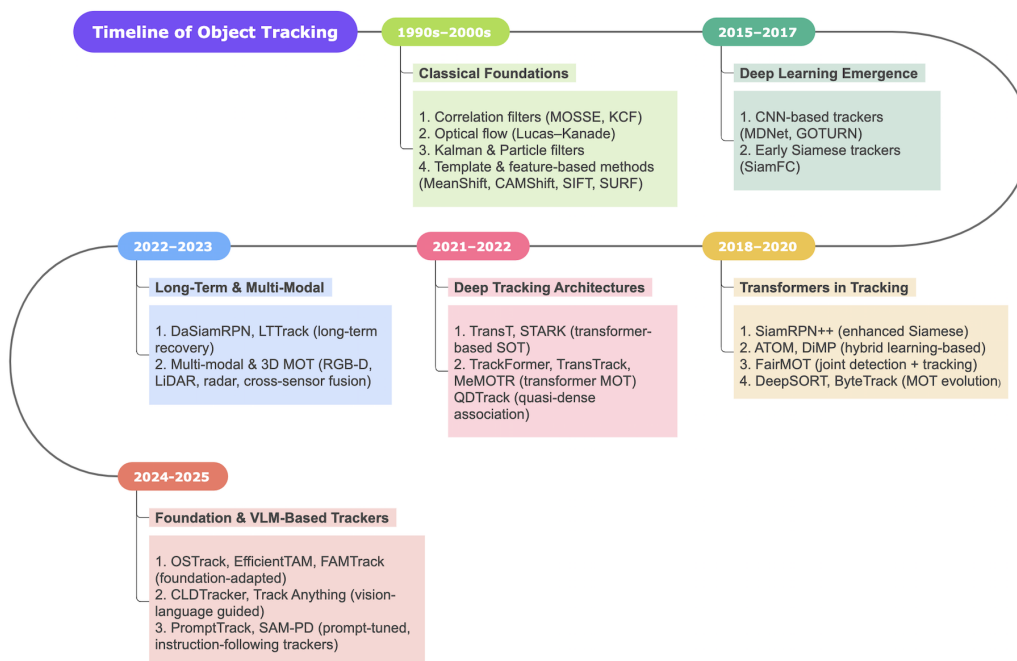 Timeline of Object Tracking
1990s–2000s
Classical Foundations
1. Correlation filters (MOSSE, KCF)
2. Optical flow (Lucas–Kanade)
3. Kalman & Particle filters
4. Template & feature-based methods
(MeanShift, CAMShift, SIFT, SURF)
2015–2017
Deep Learning Emergence
1. CNN-based trackers
(MDNet, GOTURN)
2. Early Siamese trackers
(SiamFC)
2018–2020
Transformers in Tracking
1. SiamRPN++ (enhanced Siamese)
2. ATOM, DiMP (hybrid learning-based)
3. FairMOT (joint detection + tracking)
4. DeepSORT, ByteTrack (MOT evolution)
2021–2022
Deep Tracking Architectures
1. TransT, STARK (transformer-
based SOT)
2. TrackFormer, TransTrack,
MeMOTR (transformer MOT)
QDTrack (quasi-dense
association)
2022–2023
Long-Term & Multi-Modal
1. DaSiamRPN, LTTrack (long-term
recovery)
2. Multi-modal & 3D MOT (RGB-D,
LiDAR, radar, cross-sensor fusion)
2024-2025
Foundation & VLM-Based Trackers
1. OSTrack, EfficientTAM, FAMTrack
(foundation-adapted)
2. CLDTracker, Track Anything (vision-
language guided)
3. PromptTrack, SAM-PD (prompt-tuned,
instruction-following trackers)